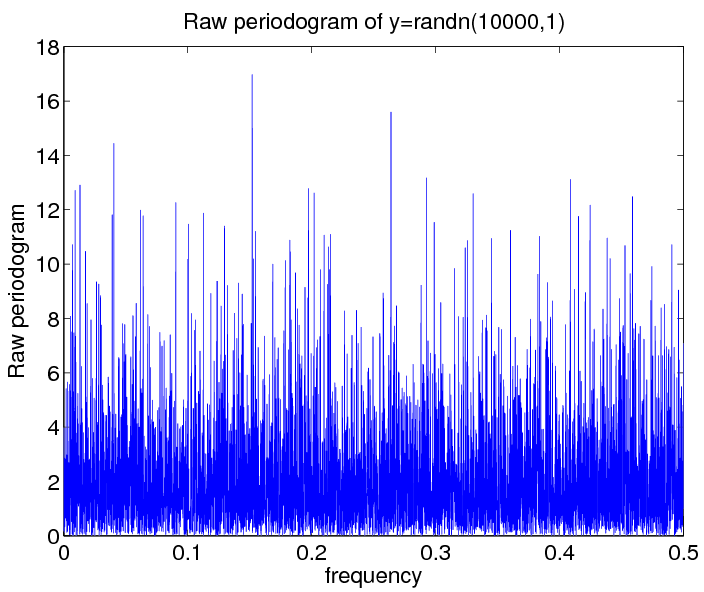 Raw periodogram of y=randn(10000,1)
18
16
14
12
10
8
6
4
2
0
Raw periodogram
0 0.1 0.2 0.3 0.4 0.5
frequency